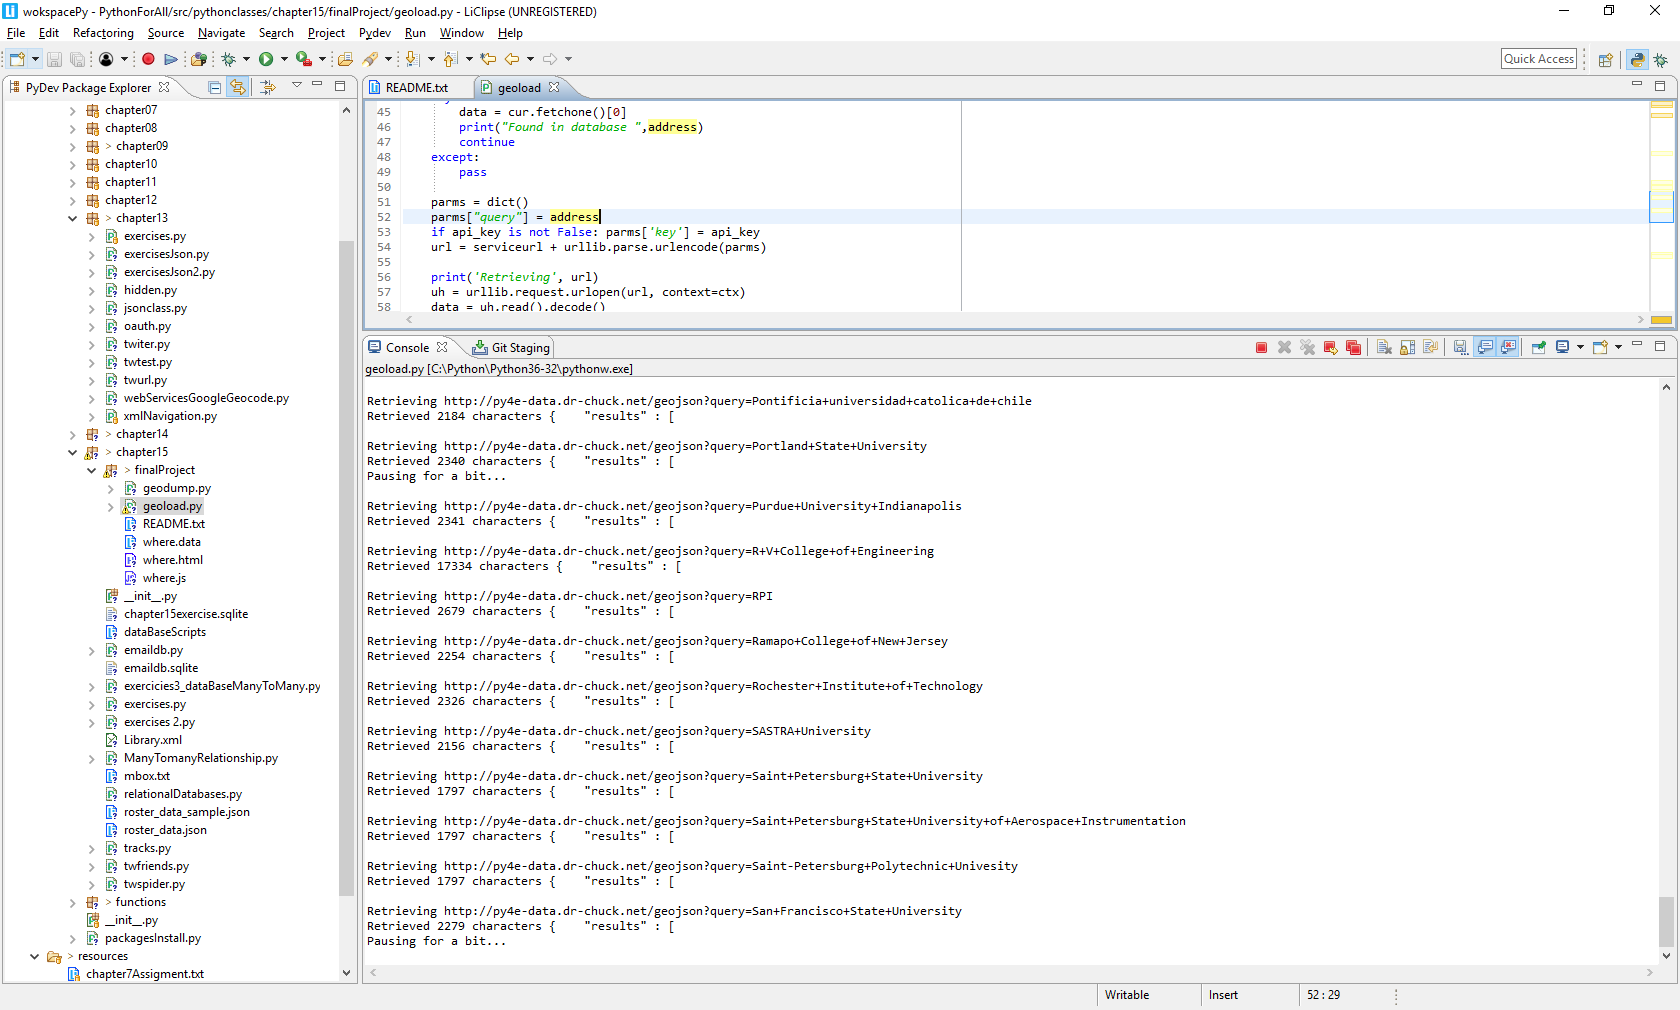 wokspacePy - PythonForAll/src/pythonclasses/chapter15/finalProject/geoload.py - LiClipse (UNREGISTERED)
File Edit Refactoring Source Navigate Search Project Pydev Run Window Help
Quick Access
PyDev Package Explorer
chapter07
chapter08
> chapter09
chapter10
chapter11
chapter12
> chapter13
exercises.py
exercisesJson.py
exercisesJson2.py
hidden.py
jsonclass.py
oauth.py
twiter.py
twtest.py
twurl.py
webServicesGoogleGeocode.py
xmlNavigation.py
> chapter14
> chapter15
> finalProject
geodump.py
geoload.py
README.txt
where.data
where.html
where.js
__init__.py
chapter15exercise.sqlite
dataBaseScripts
emaildb.py
emaildb.sqlite
exercicies3_dataBaseManyToMany.py
exercises.py
exercises 2.py
Library.xml
ManyTomanyRelationship.py
mbox.txt
relationalDatabases.py
roster_data_sample.json
roster_data.json
tracks.py
twfriends.py
twspider.py
> functions
__init__.py
packagesInstall.py
> resources
chapter7Assigment.txt
README.txt geoload
45 data = cur.fetchone()[0]
46 print("Found in database ",address)
47 continue
48 except:
49 pass
50
51 parms = dict()
52 parms["query"] = address
53 if api_key is not False: parms['key'] = api_key
54 url = serviceurl + urllib.parse.urlencode(parms)
55
56 print('Retrieving', url)
57 uh = urllib.request.urlopen(url, context=ctx)
58 data = uh.read().decode()
Console Git Staging
geoload.py [C:\Python\Python36-32\pythonw.exe]
Retrieving http://py4e-data.dr-chuck.net/geojson?query=Pontificia+universidad+catolica+de+chile
Retrieved 2184 characters { "results" : [
Retrieving http://py4e-data.dr-chuck.net/geojson?query=Portland+State+University
Retrieved 2340 characters { "results" : [
Pausing for a bit...
Retrieving http://py4e-data.dr-chuck.net/geojson?query=Purdue+University+Indianapolis
Retrieved 2341 characters { "results" : [
Retrieving http://py4e-data.dr-chuck.net/geojson?query=R+V+College+of+Engineering
Retrieved 17334 characters { "results" : [
Retrieving http://py4e-data.dr-chuck.net/geojson?query=RPI
Retrieved 2679 characters { "results" : [
Retrieving http://py4e-data.dr-chuck.net/geojson?query=Ramapo+College+of+New+Jersey
Retrieved 2254 characters { "results" : [
Retrieving http://py4e-data.dr-chuck.net/geojson?query=Rochester+Institute+of+Technology
Retrieved 2326 characters { "results" : [
Retrieving http://py4e-data.dr-chuck.net/geojson?query=SASTRA+University
Retrieved 2156 characters { "results" : [
Retrieving http://py4e-data.dr-chuck.net/geojson?query=Saint+Petersburg+State+University
Retrieved 1797 characters { "results" : [
Retrieving http://py4e-data.dr-chuck.net/geojson?query=Saint+Petersburg+State+University+of+Aerospace+Instrumentation
Retrieved 1797 characters { "results" : [
Retrieving http://py4e-data.dr-chuck.net/geojson?query=Saint-Petersburg+Polytechnic+Univesity
Retrieved 1797 characters { "results" : [
Retrieving http://py4e-data.dr-chuck.net/geojson?query=San+Francisco+State+University
Retrieved 2279 characters { "results" : [
Pausing for a bit...
Writable Insert 52 : 29